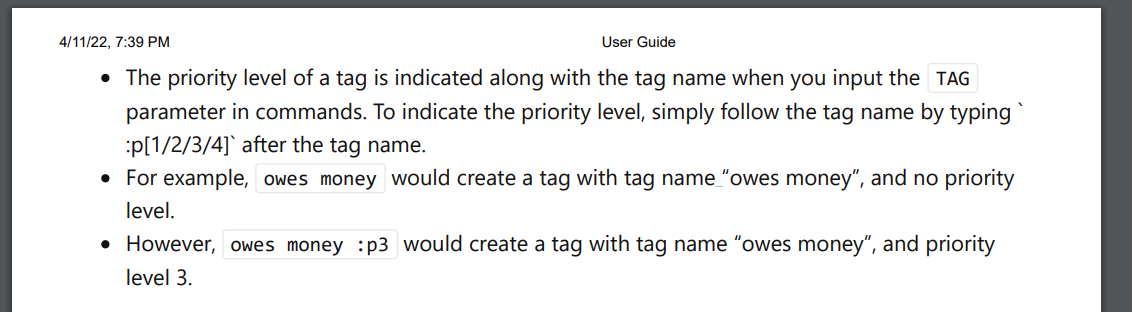 4/11/22, 7:39 PM
User Guide
• The priority level of a tag is indicated along with the tag name when you input the TAG
parameter in commands. To indicate the priority level, simply follow the tag name by typing `
:p[1/2/3/4]` after the tag name.
• For example, owes money would create a tag with tag name “owes money”, and no priority
level.
• However, owes money :p3 would create a tag with tag name “owes money”, and priority
level 3.